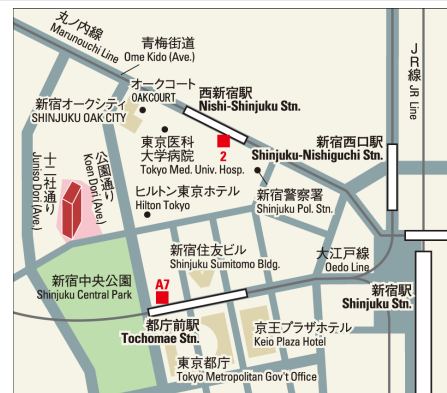 丸ノ内線
Marunouchi Line
青梅街道
Ome Kido (Ave.)
オークコート
OAKCOURT
西新宿駅
Nishi-Shinjuku Stn.
JR線
JR Line
新宿オークシティ
SHINJUKU OAK CITY
東京医科
大学病院
Tokyo Med. Univ. Hosp.
2
新宿西口駅
Shinjuku-Nishiguchi Stn.
十二社通り
Juniso Dori (Ave.)
公園通り
Koen Dori (Ave.)
ヒルトン東京ホテル
Hilton Tokyo
新宿警察署
Shinjuku Pol. Stn.
新宿住友ビル
Shinjuku Sumitomo Bldg.
大江戸線
Oedo Line
新宿中央公園
Shinjuku Central Park
A7
新宿駅
Shinjuku Stn.
都庁前駅
Tochomae Stn.
京王プラザホテル
Keio Plaza Hotel
東京都庁
Tokyo Metropolitan Gov't Office